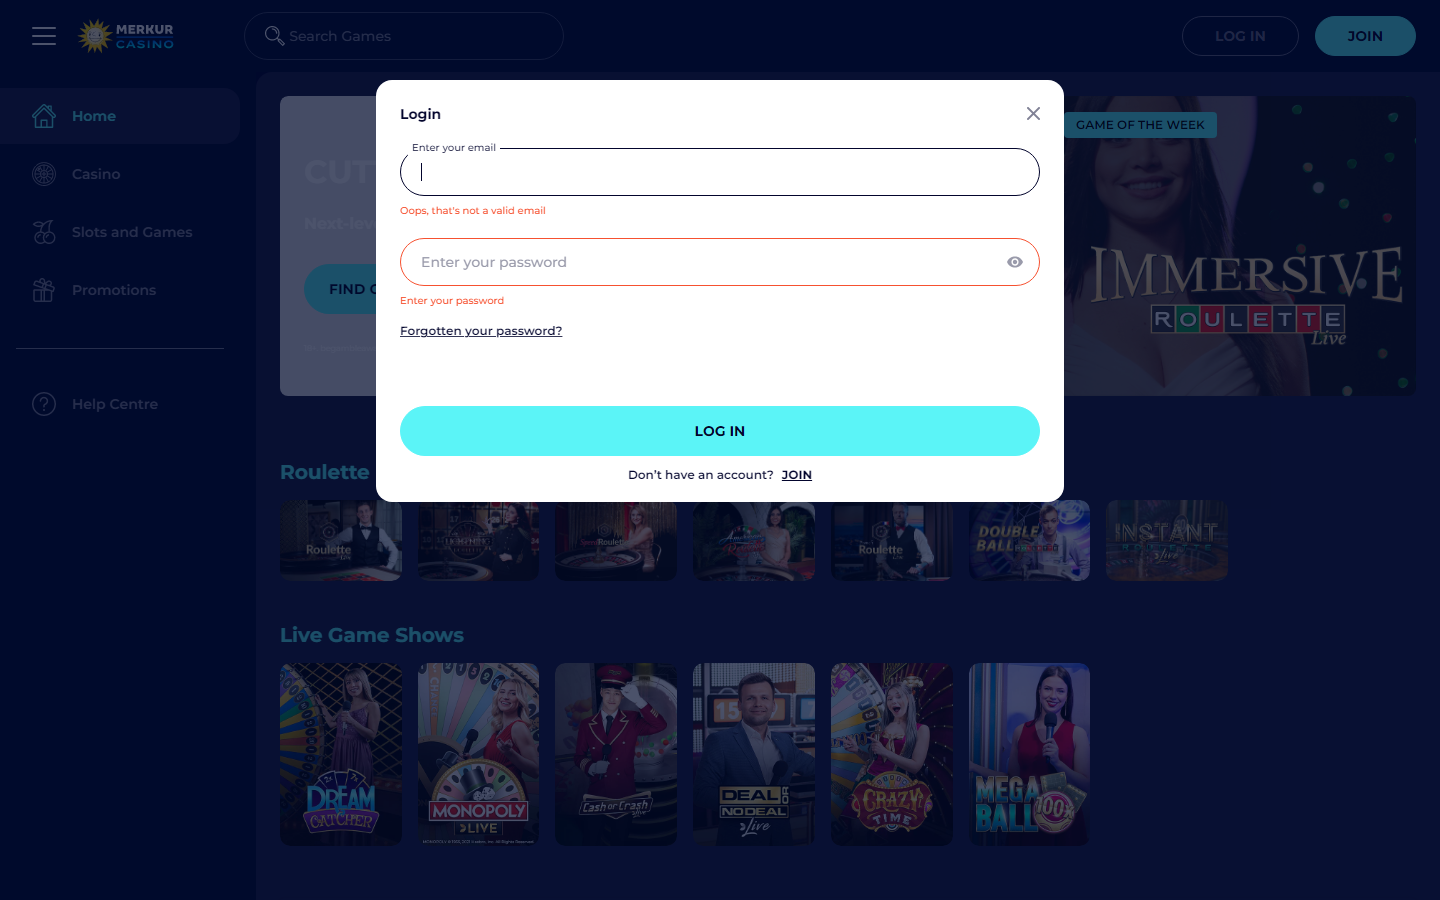 MERKUR
CASINO
Search Games
LOG IN
JOIN
Home
Casino
Slots and Games
Promotions
Help Centre
CUT
Next-lev
FIND
Login
Enter your email
Oops, that's not a valid email
Enter your password
Enter your password
Forgotten your password?
LOG IN
Don't have an account? JOIN
GAME OF THE WEEK
IMMERSIVE
ROULETTE
Live
Roulette
Roulette
Roulette
Roulette
DOUBLE
BALL
INSTANT
Live
Live Game Shows
DREAM
CATCHER
MONOPOLY
LIVE
Cash or Crash
DEAL OR
NO DEAL
Live
CRAZY
TIME
MEGA
BALL
100x